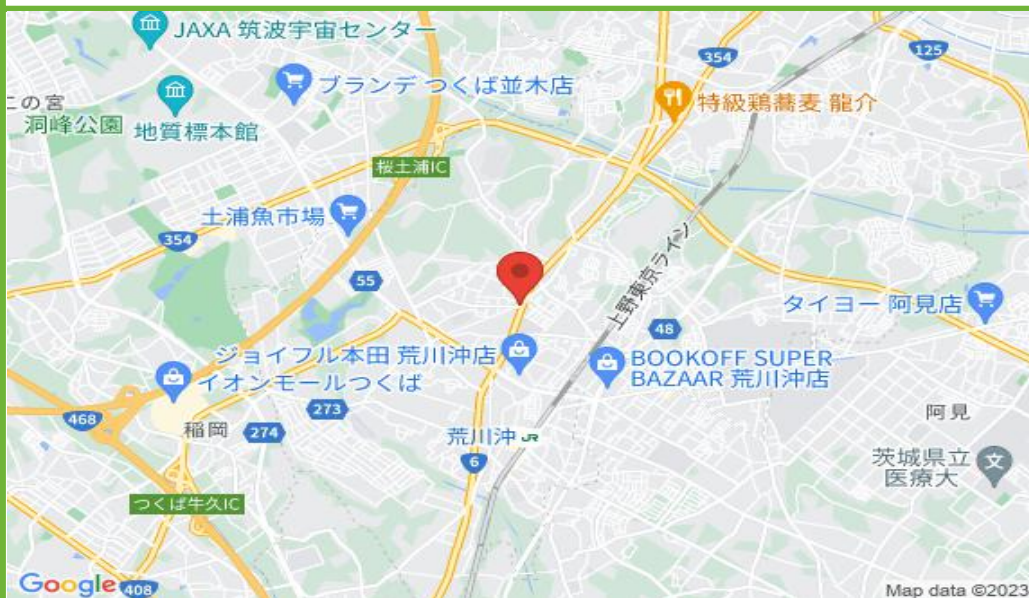 JAXA 筑波宇宙センター
354
125
ブランデ つくば並木店
特級鶏蕎麦 龍介
二の宮
洞峰公園
地質標本館
桜土浦IC
土浦魚市場
354
55
上野東京ライン
タイヨー 阿見店
48
ジョイフル本田 荒川沖店
BOOKOFF SUPER
BAZAAR 荒川沖店
イオンモールつくば
468
273
稲岡
274
荒川沖 JR
阿見
6
茨城県立
医療大
つくば牛久IC
Google
408
Map data ©2023